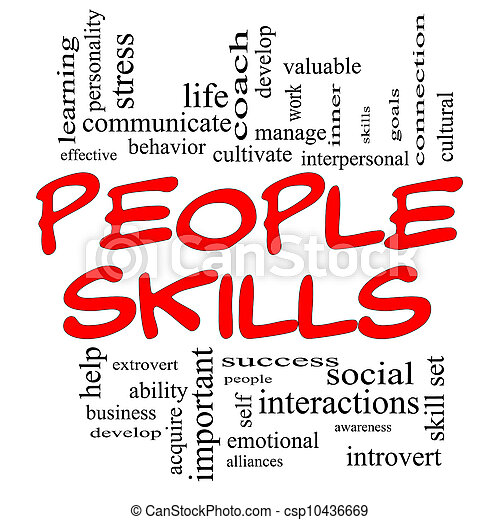 learning
personality
stress
life
coach
develop
valuable
work
inner
skills
goals
connection
cultural
communicate
manage
effective
behavior
cultivate
interpersonal
PEOPLE
SKILLS
help
extrovert
ability
business
develop
acquire
important
success
people
self
social
interactions
awareness
emotional
alliances
introvert
skill set
© Can Stock Photo
© CanStockPhoto.com - csp10436669